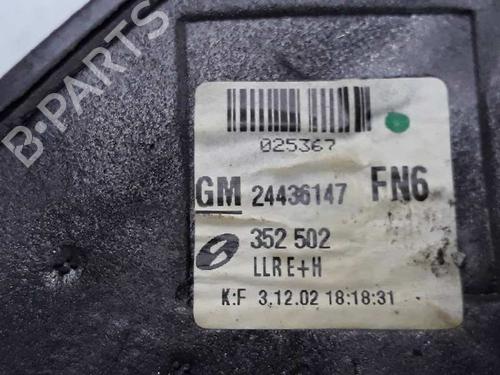 B-PARTS
025367
GM 24436147 FN6
352 502
LLR E+H
K:F 3.12.02 18:18:31